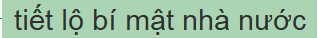 tiết lộ bí mật nhà nước